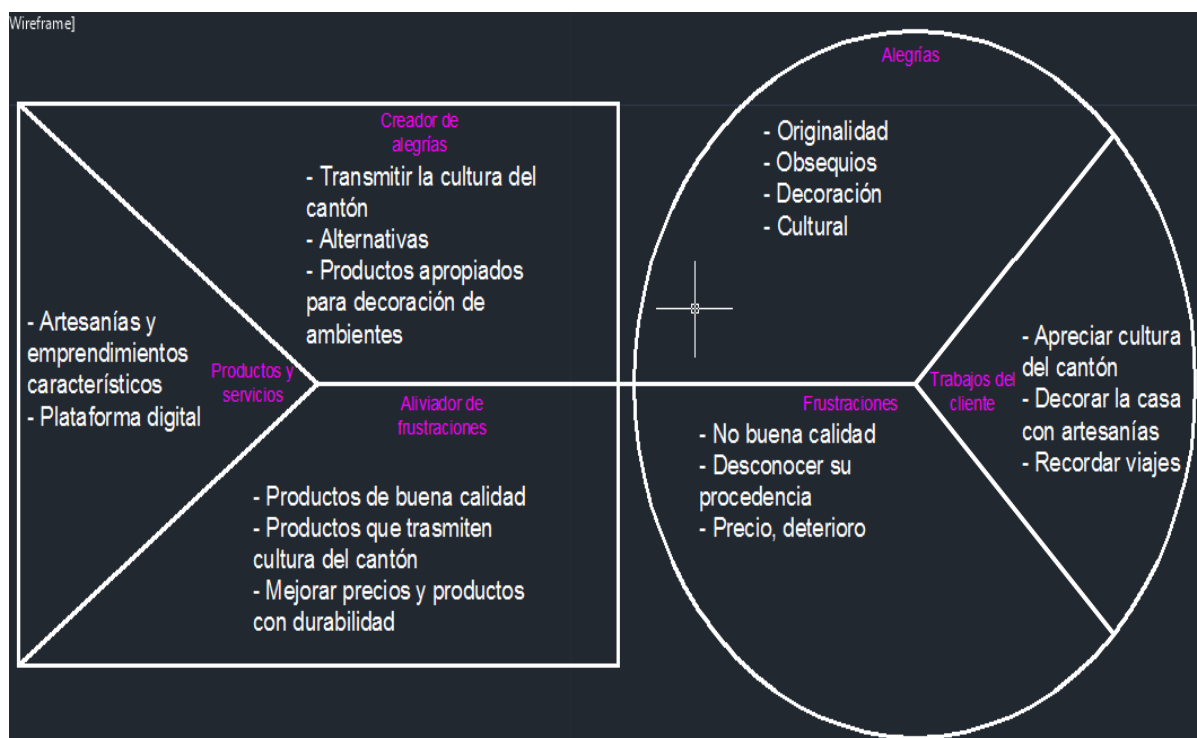 Wireframe]
Creador de
alegrías
- Transmitir la cultura del
cantón
- Alternativas
- Productos apropiados
para decoración de
ambientes
- Artesanías y
emprendimientos
característicos
- Plataforma digital
Productos y
servicios
Aliviador de
frustraciones
- Productos de buena calidad
- Productos que trasmiten
cultura del cantón
- Mejorar precios y productos
con durabilidad
Alegrías
- Originalidad
- Obsequios
- Decoración
- Cultural
Frustraciones
- No buena calidad
- Desconocer su
procedencia
- Precio, deterioro
Trabajos del
cliente
- Apreciar cultura
del cantón
- Decorar la casa
con artesanías
- Recordar viajes